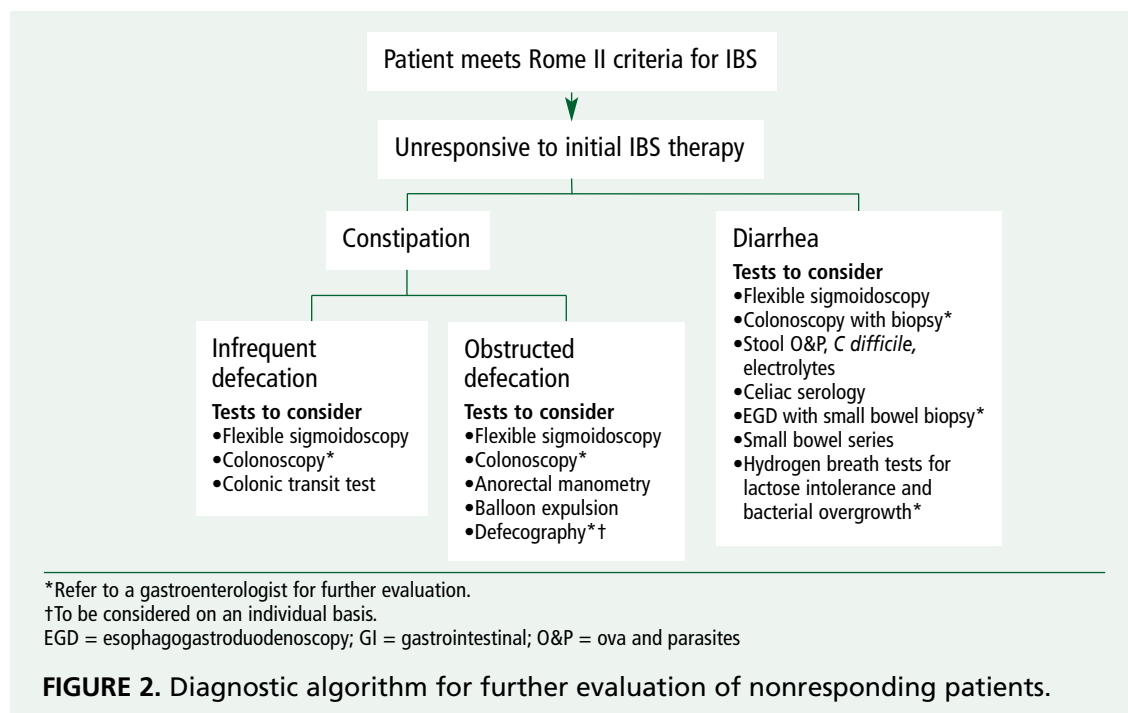 Patient meets Rome II criteria for IBS
Unresponsive to initial IBS therapy
Constipation
Infrequent
defecation
Tests to consider
•Flexible sigmoidoscopy
•Colonoscopy*
•Colonic transit test
Obstructed
defecation
Tests to consider
•Flexible sigmoidoscopy
•Colonoscopy*
•Anorectal manometry
•Balloon expulsion
•Defecography*†
Diarrhea
Tests to consider
•Flexible sigmoidoscopy
•Colonoscopy with biopsy*
•Stool O&P, C difficile,
electrolytes
•Celiac serology
•EGD with small bowel biopsy*
•Small bowel series
•Hydrogen breath tests for
lactose intolerance and
bacterial overgrowth*
*Refer to a gastroenterologist for further evaluation.
†To be considered on an individual basis.
EGD = esophagogastroduodenoscopy; GI = gastrointestinal; O&P = ova and parasites
FIGURE 2. Diagnostic algorithm for further evaluation of nonresponding patients.